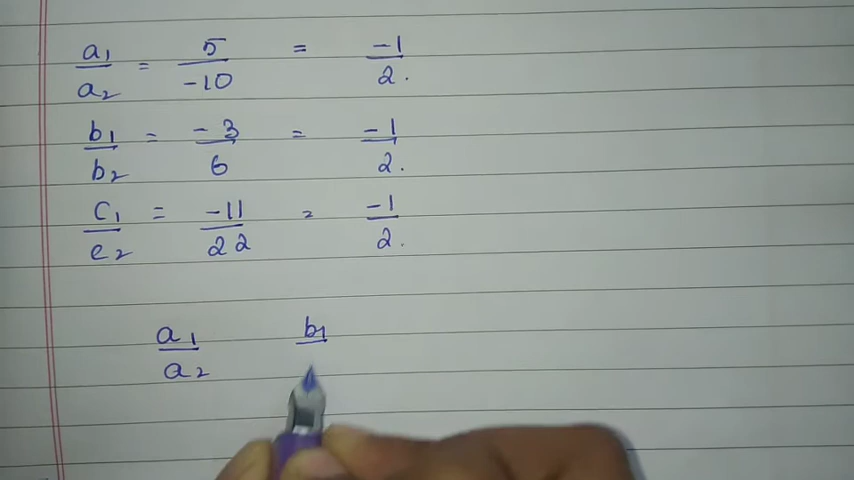 a1/a2 = 5/-10 = -1/2.
b1/b2 = -3/6 = -1/2.
C1/c2 = -11/22 = -1/2.
a1/a2 b1